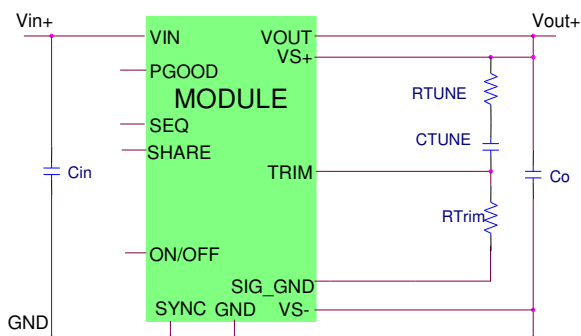 Vin+ Vout+
VIN VOUT
VS+
PGOOD
RTUNE
MODULE
SEQ CTUNE
SHARE
Cin TRIM Co
RTrim
ON/OFF
SIG_GND
GND SYNC GND VS-